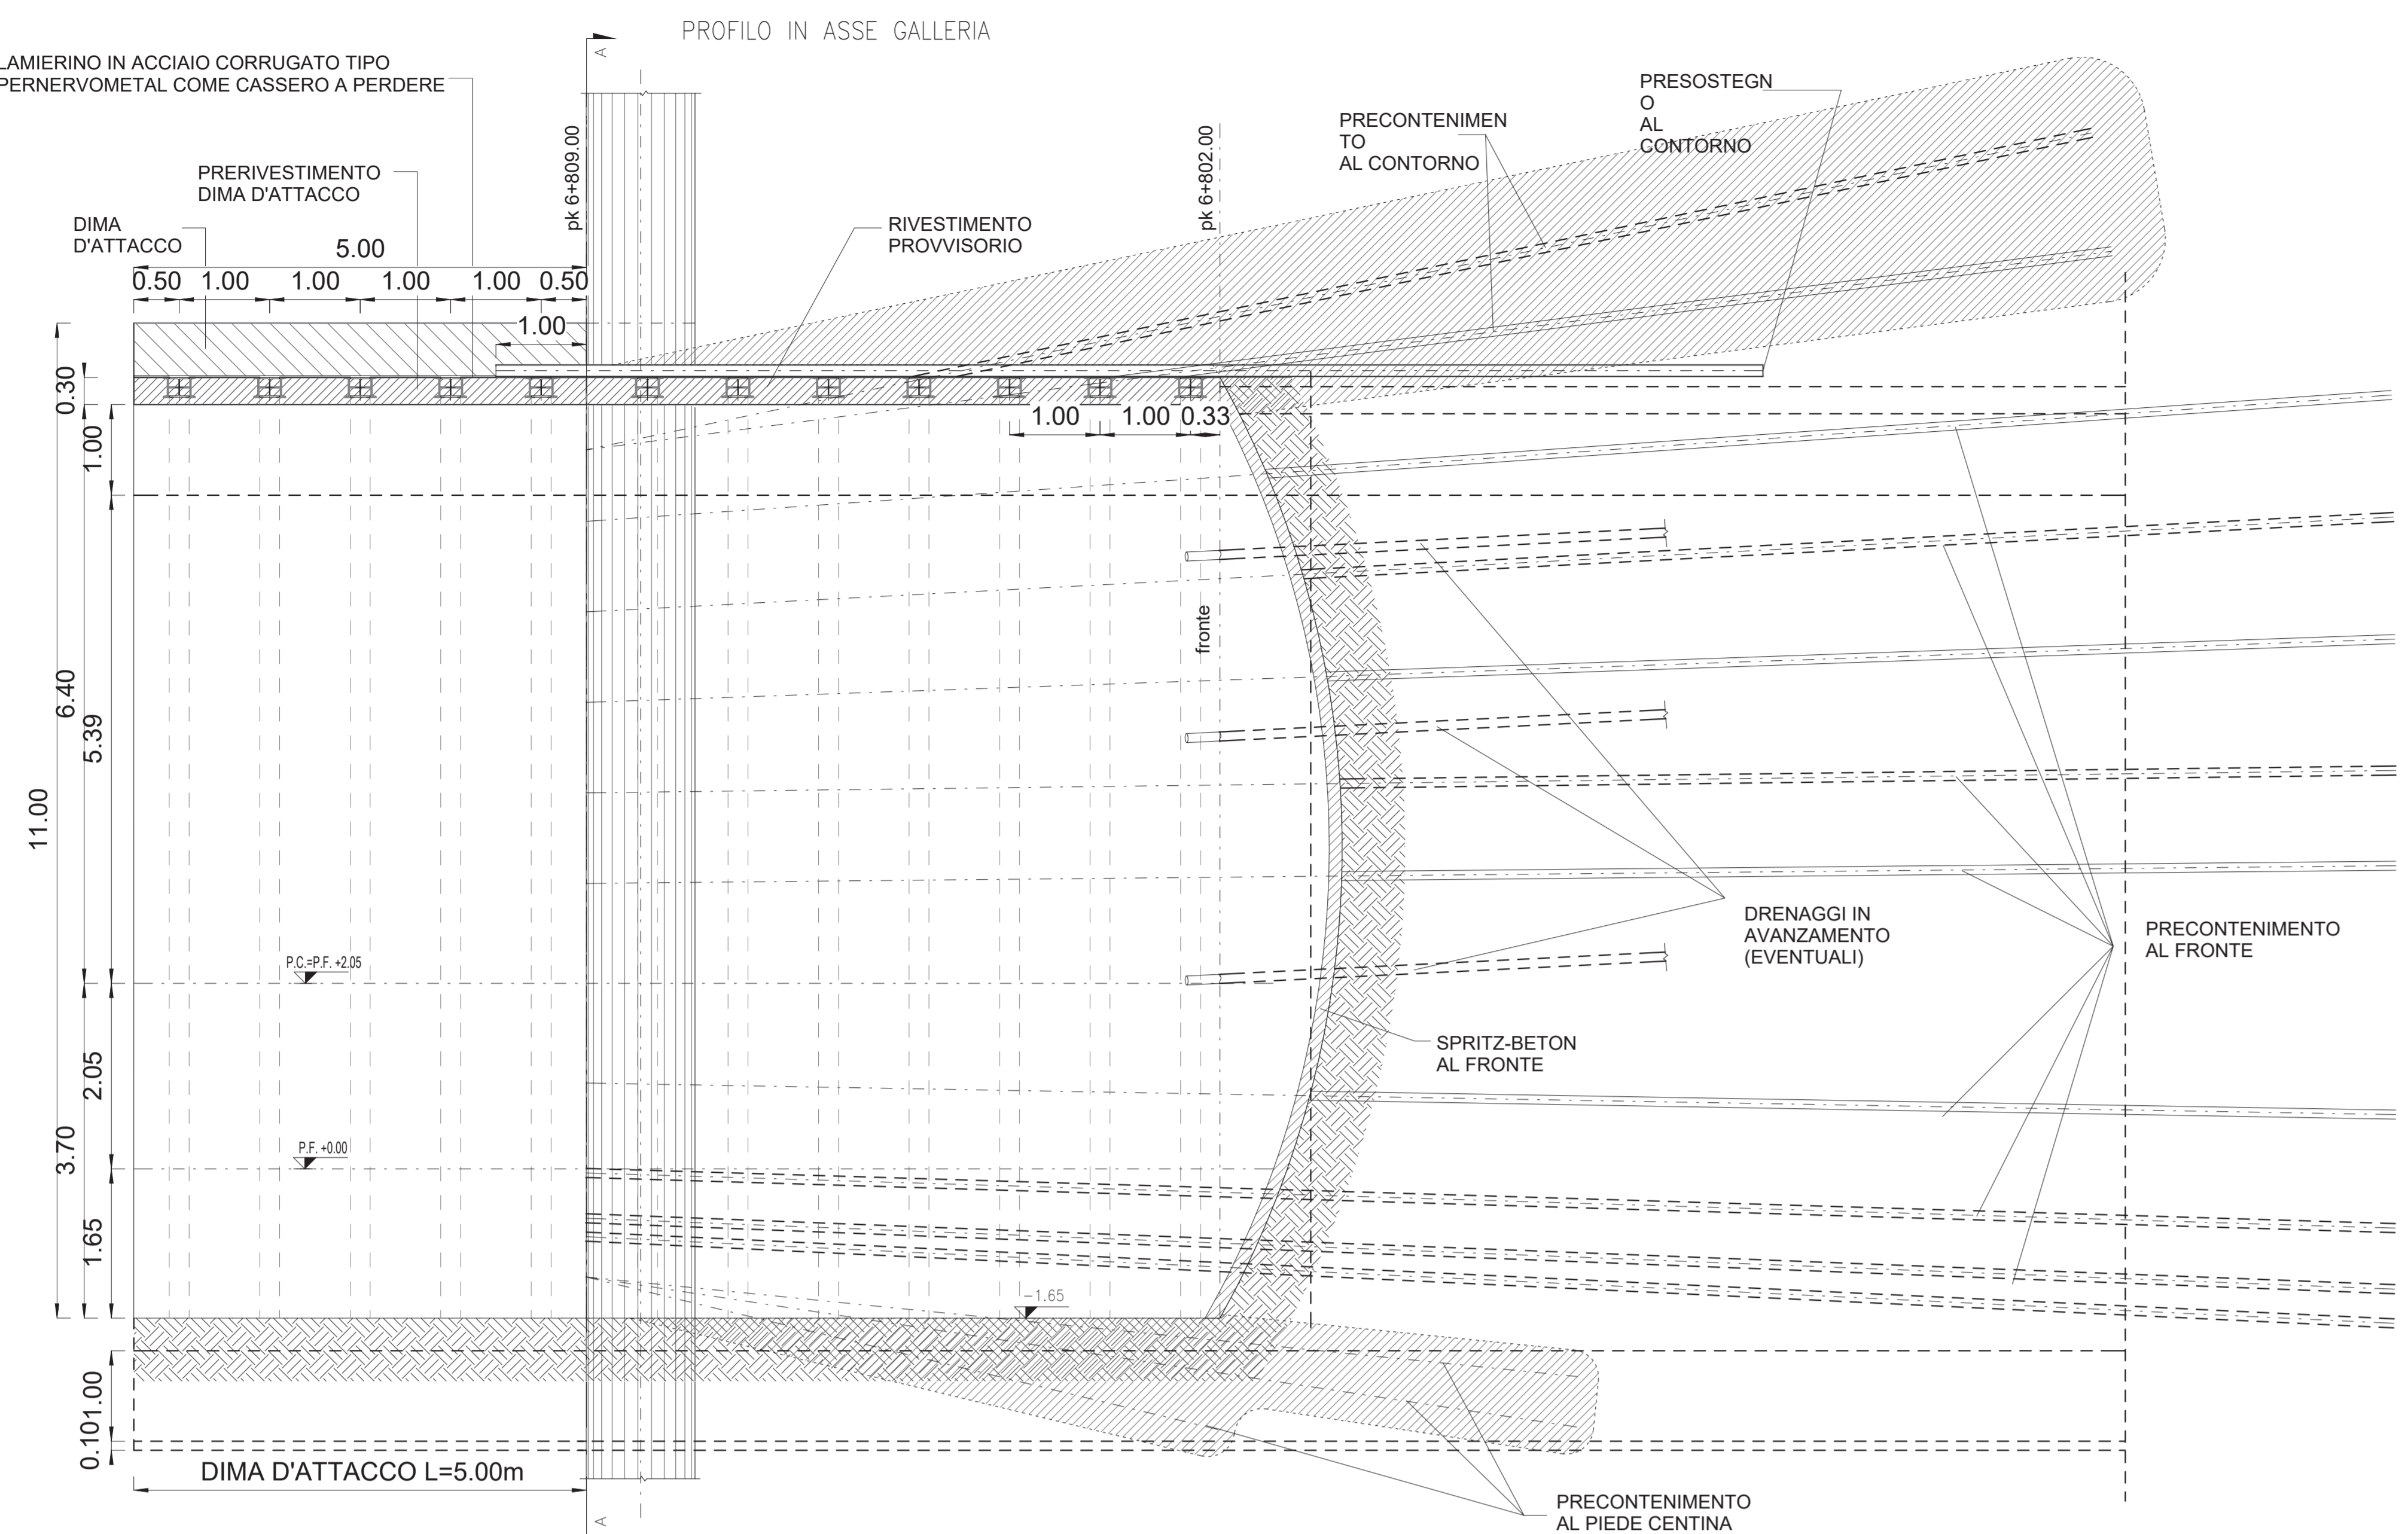 PROFILO IN ASSE GALLERIA
A
LAMIERINO IN ACCIAIO CORRUGATO TIPO
PERNERVOMETAL COME CASSERO A PERDERE
PRERIVESTIMENTO
DIMA D'ATTACCO
DIMA
D'ATTACCO
5.00
0.50 1.00 1.00 1.00 1.00 0.50
1.00
pk 6+809.00
RIVESTIMENTO
PROVVISORIO
pk 6+802.00
PRECONTENIMEN
TO
AL CONTORNO
PRESOSTEGN
O
AL
CONTORNO
1.00 1.00 0.33
fronte
0.30
1.00
6.40
5.39
11.00
2.05
3.70
1.65
0.10 1.00
P.C.=P.F. +2.05
P.F. +0.00
-1.65
DRENAGGI IN
AVANZAMENTO
(EVENTUALI)
PRECONTENIMENTO
AL FRONTE
SPRITZ-BETON
AL FRONTE
DIMA D'ATTACCO L=5.00m
PRECONTENIMENTO
AL PIEDE CENTINA
A